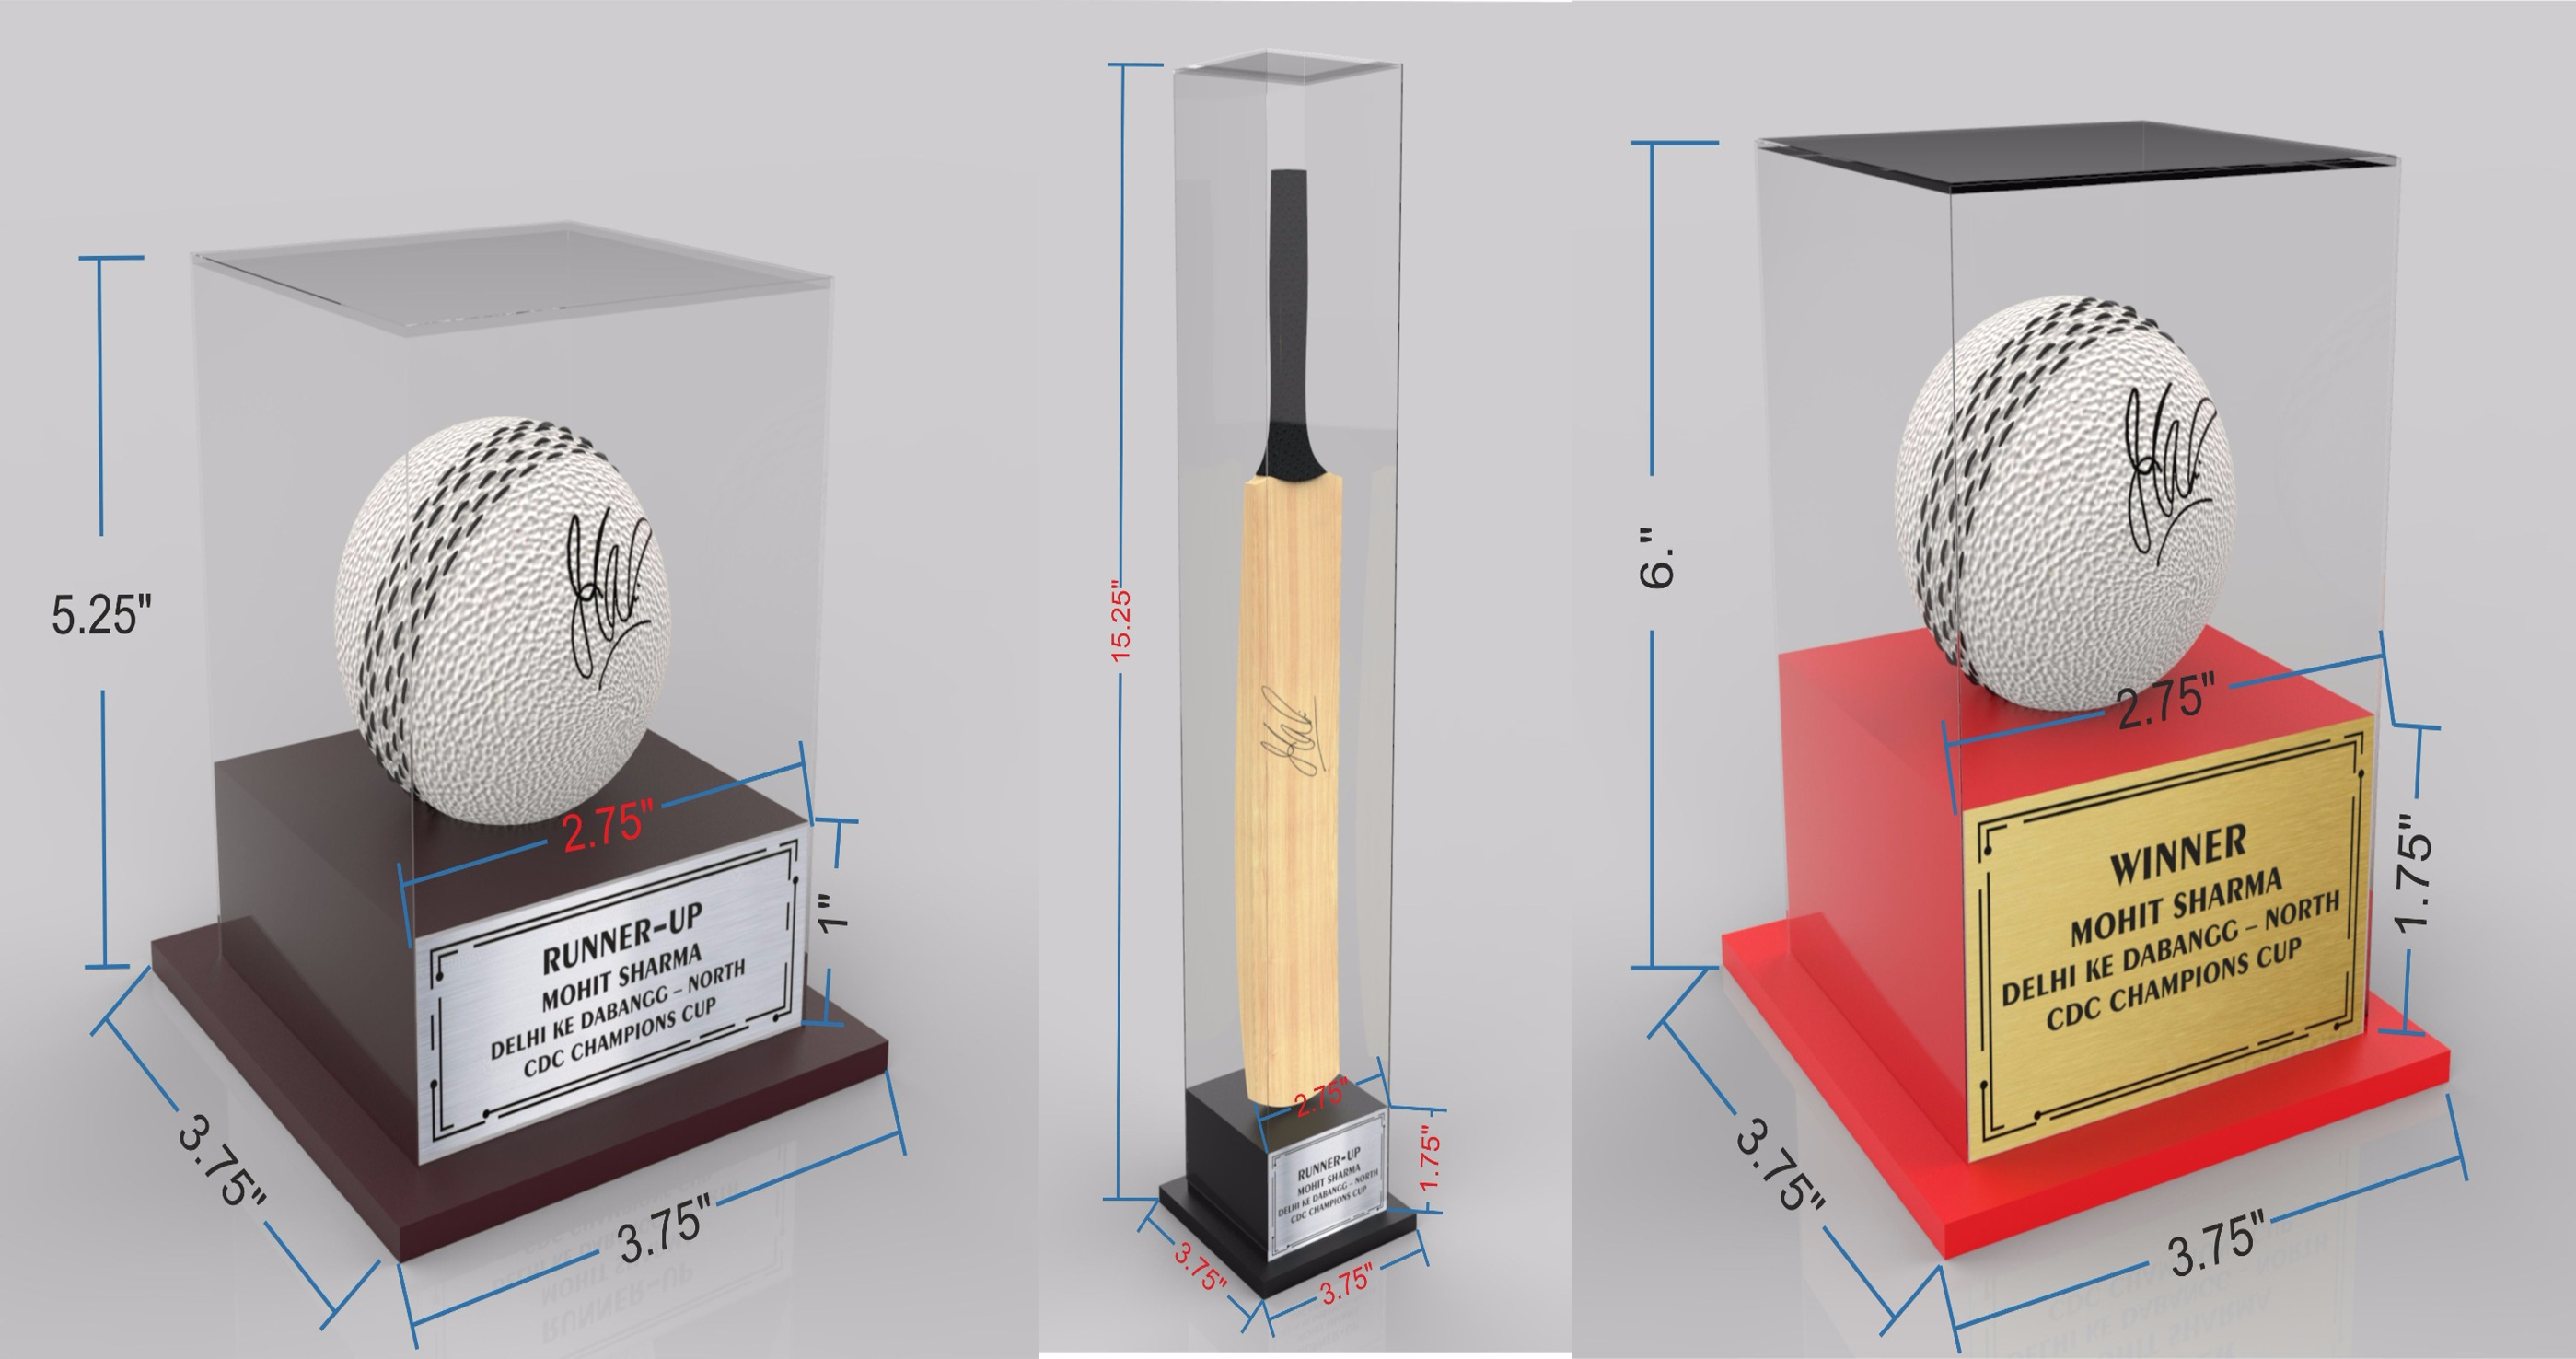 5.25"
2.75"
1"
RUNNER-UP
MOHIT SHARMA
DELHI KE DABANGG – NORTH
CDC CHAMPIONS CUP
3.75"
3.75"
15.25"
2.75"
1.75"
RUNNER-UP
MOHIT SHARMA
DELHI KE DABANGG – NORTH
CDC CHAMPIONS CUP
3.75"
3.75"
6."
2.75"
1.75"
WINNER
MOHIT SHARMA
DELHI KE DABANGG – NORTH
CDC CHAMPIONS CUP
3.75"
3.75"